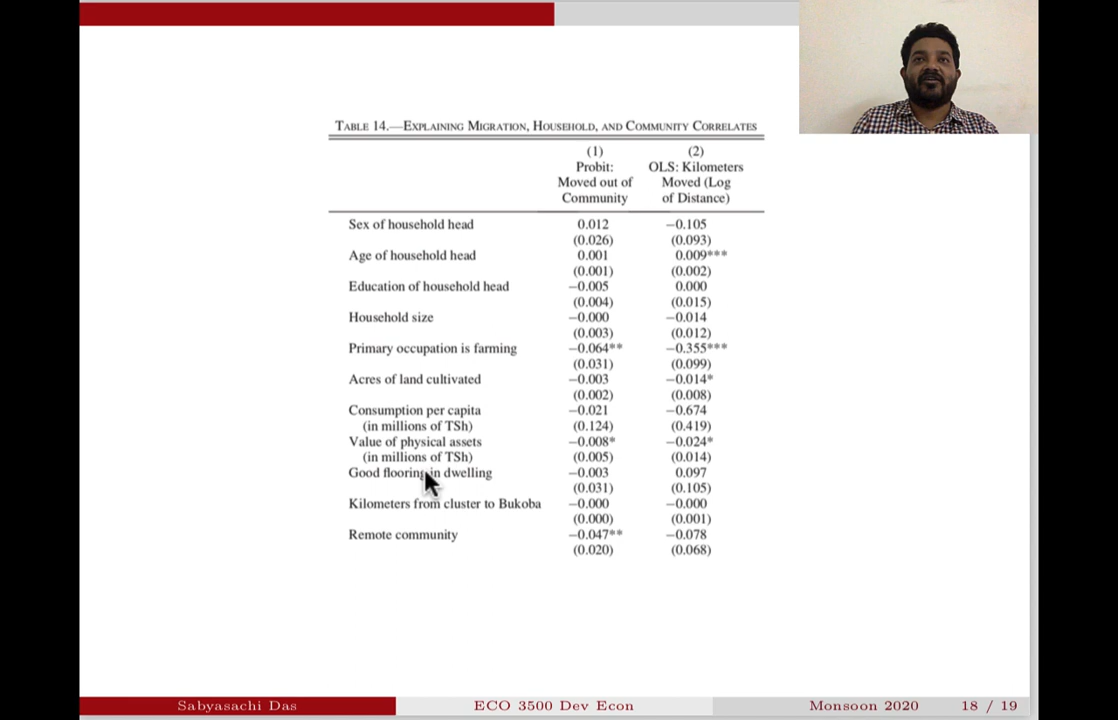 TABLE 14.—EXPLAINING MIGRATION, HOUSEHOLD, AND COMMUNITY CORRELATES
(1) (2)
Probit: OLS: Kilometers
Moved out of Moved (Log
Community of Distance)
Sex of household head 0.012 −0.105
(0.026) (0.093)
Age of household head 0.001 0.009***
(0.001) (0.002)
Education of household head −0.005 0.000
(0.004) (0.015)
Household size −0.000 −0.014
(0.003) (0.012)
Primary occupation is farming −0.064** −0.355***
(0.031) (0.099)
Acres of land cultivated −0.003 −0.014*
(0.002) (0.008)
Consumption per capita −0.021 −0.674
(in millions of TSh) (0.124) (0.419)
Value of physical assets −0.008* −0.024*
(in millions of TSh) (0.005) (0.014)
Good flooring in dwelling −0.003 0.097
(0.031) (0.105)
Kilometers from cluster to Bukoba −0.000 −0.000
(0.000) (0.001)
Remote community −0.047** −0.078
(0.020) (0.068)
Sabyasachi Das ECO 3500 Dev Econ Monsoon 2020 18 / 19